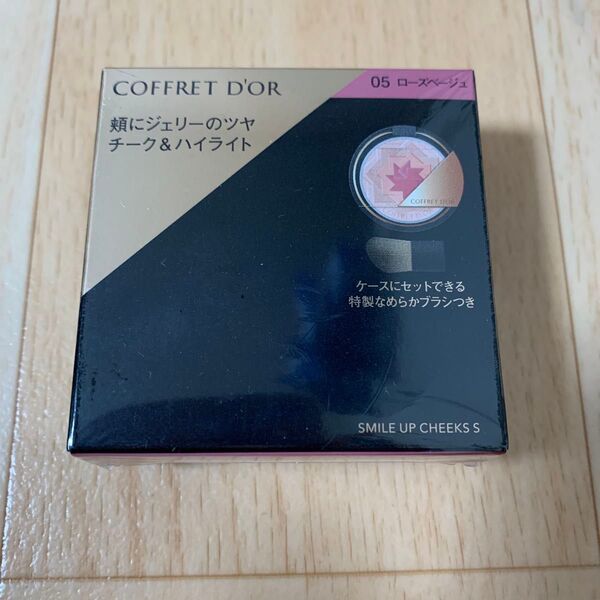 COFFRET D'OR
05 ローズベージュ
頬にジェリーのツヤ
チーク&ハイライト
COFFRET D'OR
ケースにセットできる
特製なめらかブラシつき
SMILE UP CHEEKS S